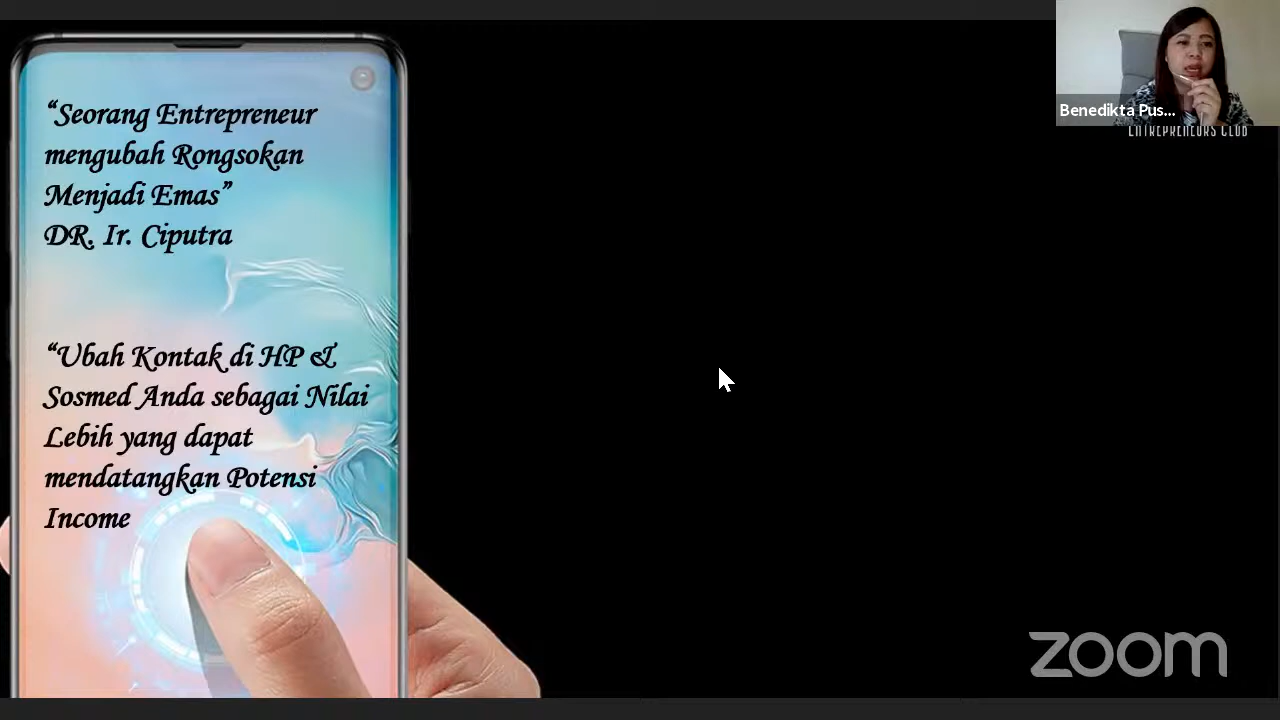 “Seorang Entrepreneur
mengubah Rongsokan
Menjadi Emas”
DR. Ir. Ciputra
“Ubah Kontak di HP &
Sosmed Anda sebagai Nilai
Lebih yang dapat
mendatangkan Potensi
Income
Benedikta Pus...
ENTREPRENEURS CLUB
zoom